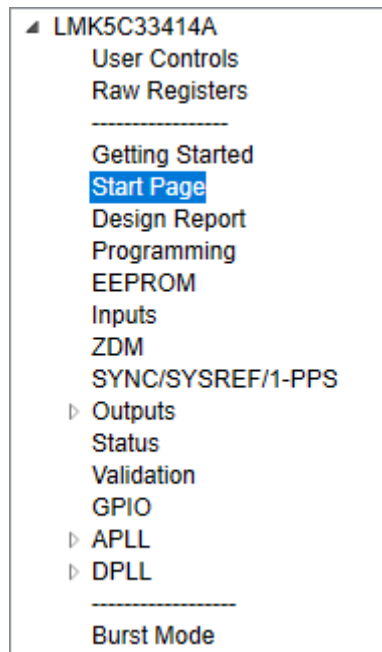 LMK5C33414A
User Controls
Raw Registers
-----------------
Getting Started
Start Page
Design Report
Programming
EEPROM
Inputs
ZDM
SYNC/SYSREF/1-PPS
Outputs
Status
Validation
GPIO
APLL
DPLL
------------------
Burst Mode